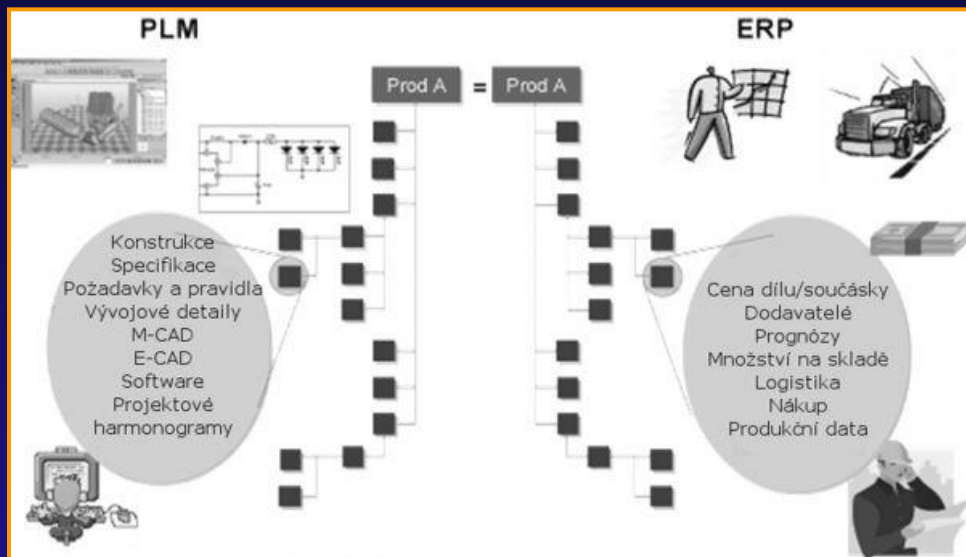 PLM
ERP
Prod A = Prod A
Konstrukce
Specifikace
Požadavky a pravidla
Vývojové detaily
M-CAD
E-CAD
Software
Projektové
harmonogramy
Cena dílu/součásky
Dodavatelé
Prognózy
Množství na skladě
Logistika
Nákup
Produkční data